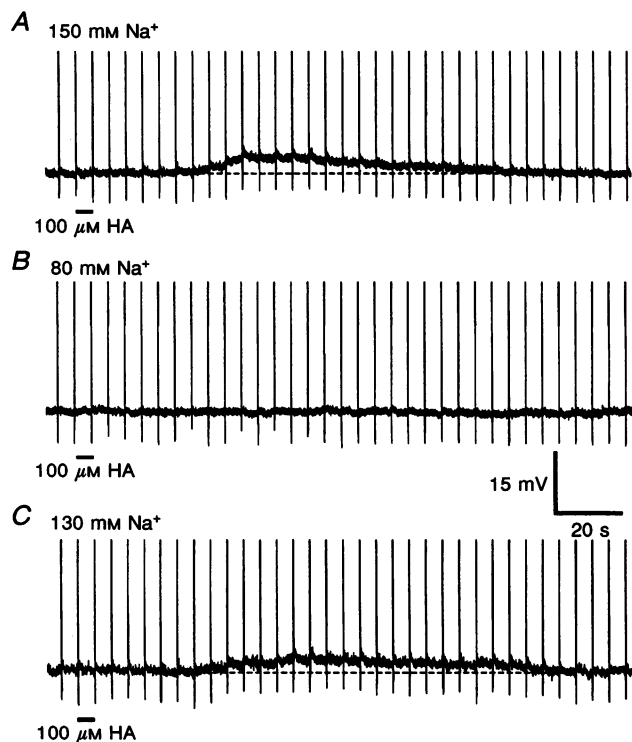 A
150 mM Na⁺
100 μM HA
B
80 mM Na⁺
100 μM HA
15 mV
20 s
C
130 mM Na⁺
100 μM HA